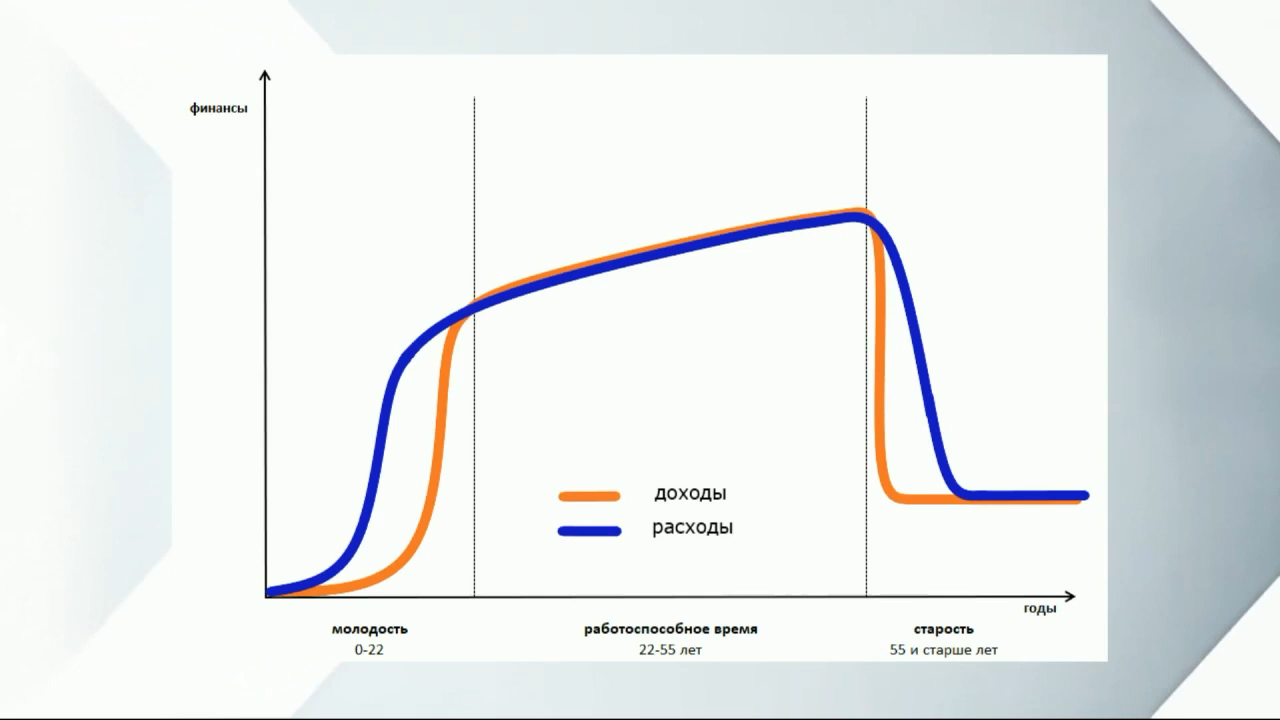 финансы
доходы
расходы
годы
молодость
0-22
работоспособное время
22-55 лет
старость
55 и старше лет